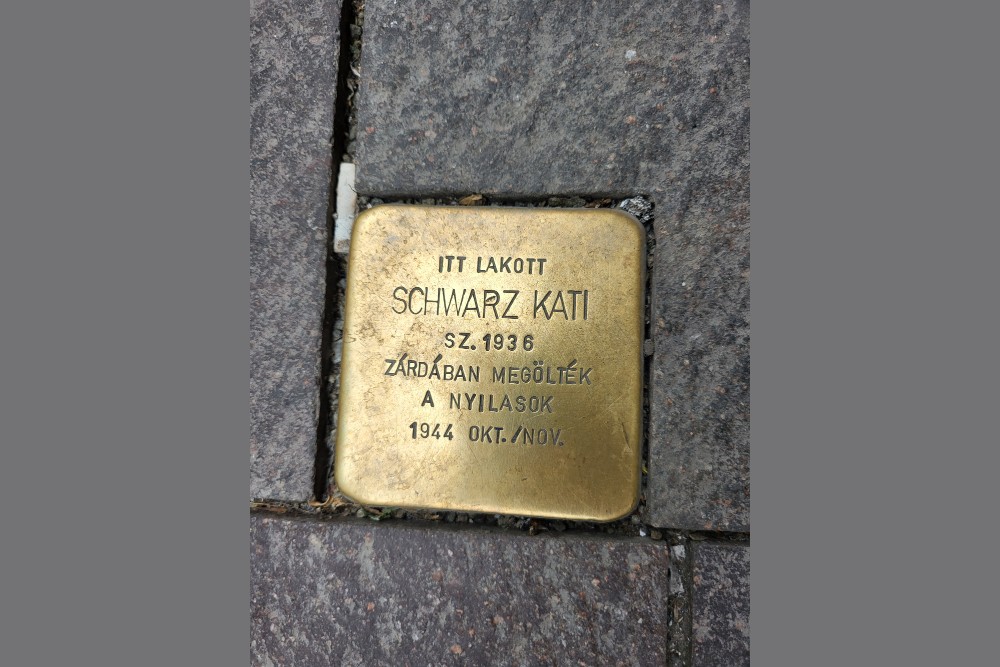 ITT LAKOTT
SCHWARZ KATI
SZ. 1936
ZÁRDÁBAN MEGÖLTÉK
A NYILASOK
1944 OKT./NOV.